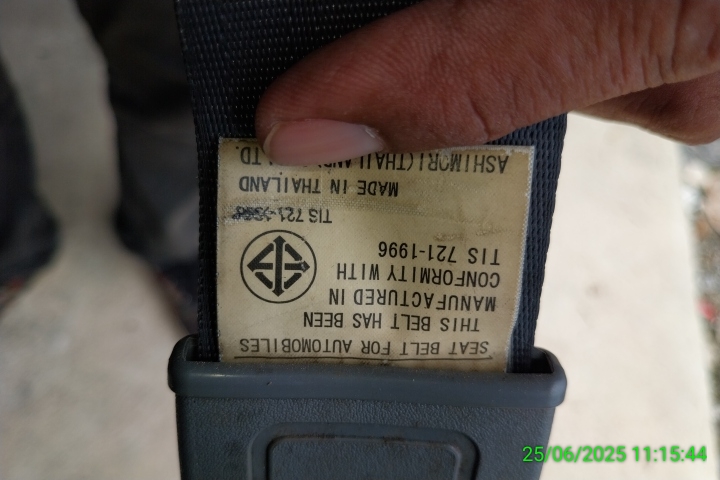 SEAT BELT FOR AUTOMOBILES
THIS BELT HAS BEEN
MANUFACTURED IN
CONFORMITY WITH
TIS 721-1996
TIS 721-
MADE IN THAILAND
ASHIMORI (THAILAND) LTD.
25/06/2025 11:15:44